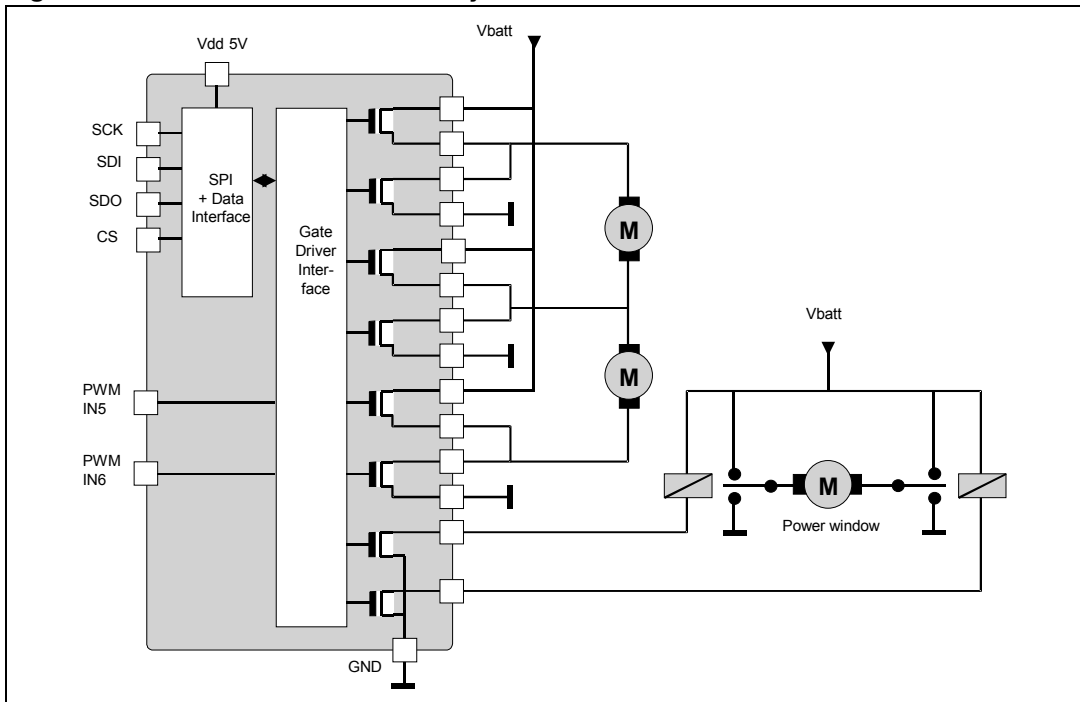 Vbatt
Vdd 5V
SCK
SDI
SDO
CS
SPI
+ Data
Interface
Gate
Driver
Inter-
face
M
M
Vbatt
PWM
IN5
PWM
IN6
M
Power window
GND